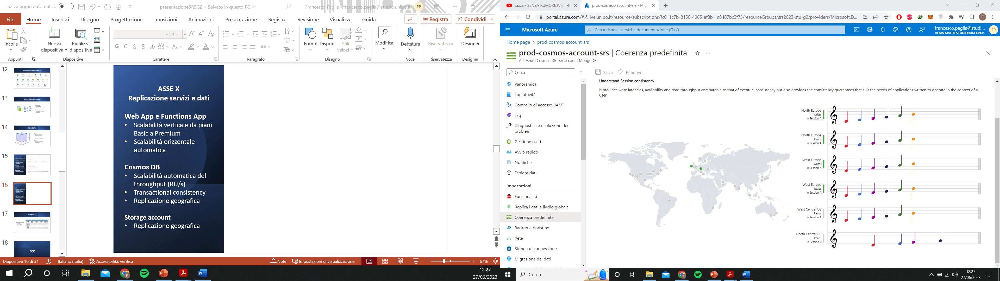 Salvataggio automatico
presentazioneSRSG2 • Salvato in questo PC
Francesco Paglia - francesco.paglia@studio.unibo.it
FP
File
Home
Inserisci
Disegno
Progettazione
Transizioni
Animazioni
Presentazione
Registra
Revisione
Visualizza
Guida
Registra
Condividi
Incolla
Nuova
diapositiva
Riutilizza
diapositive
20+
G C S S ab AV Aa A
Forme
Disponi
Stili
veloci
Modifica
Dettatura
Riservatezza
Designer
Appunti
Diapositive
Carattere
Paragrafo
Disegno
Voce
Riservatezza
Designer
12
INFRASTRUTTURA COMPLETA
13
INFRASTRUCTURE AS CODE
14
SCALABILITA'
15
16
17
DISPONIBILITA'
18
SEC
ASSE X
Replicazione servizi e dati
Web App e Functions App
• Scalabilità verticale da piani
Basic a Premium
• Scalabilità orizzontale
automatica
Cosmos DB
• Scalabilità automatica del
throughput (RU/s)
• Transactional consistency
• Replicazione geografica
Storage account
• Replicazione geografica
Diapositiva 16 di 31
Italiano (Italia)
Accessibilità: verifica
Note
Impostazioni di visualizzazione
67%
12:27
27/06/2023
Lazza - SENZA RUMORE (Vis
prod-cosmos-account-srs - Micr
portal.azure.com/#@live.unibo.it/resource/subscriptions/fc011c7b-8150-4065-af8b-1a8487bc3f73/resourceGroups/srs2023-stu-g2/providers/Microsoft.D...
ABP
F
Microsoft Azure
Cerca risorse, servizi e documentazione (G+/)
francesco.paglia@studi...
ALMA MATER STUDIORUM UNIV...
FP
Home page > prod-cosmos-account-srs
prod-cosmos-account-srs | Coerenza predefinita
API Azure Cosmos DB per account MongoDB
Cerca
Salva
Rimuovi
Panoramica
Log attività
Controllo di accesso (IAM)
Tag
Diagnostica e risoluzione dei
problemi
Gestione costi
Avvio rapido
Notifiche
Esplora dati
Impostazioni
Funzionalità
Replica i dati a livello globale
Coerenza predefinita
Backup e ripristino
Rete
Stringa di connessione
Migrazione dei dati
Understand Session consistency
It provides write latencies, availability and read throughput comparable to that of eventual consistency but also provides the consistency guarantees that suit the needs of applications written to operate in the context of a
user.
North Europe
Writes
in Session A
North Europe
Reads
in Session A
West Europe
Writes
in Session A
West Europe
Reads
in Session A
West Central US
Reads
in Session A
North Central US
Reads
in Session B
Cerca
12:27
27/06/2023